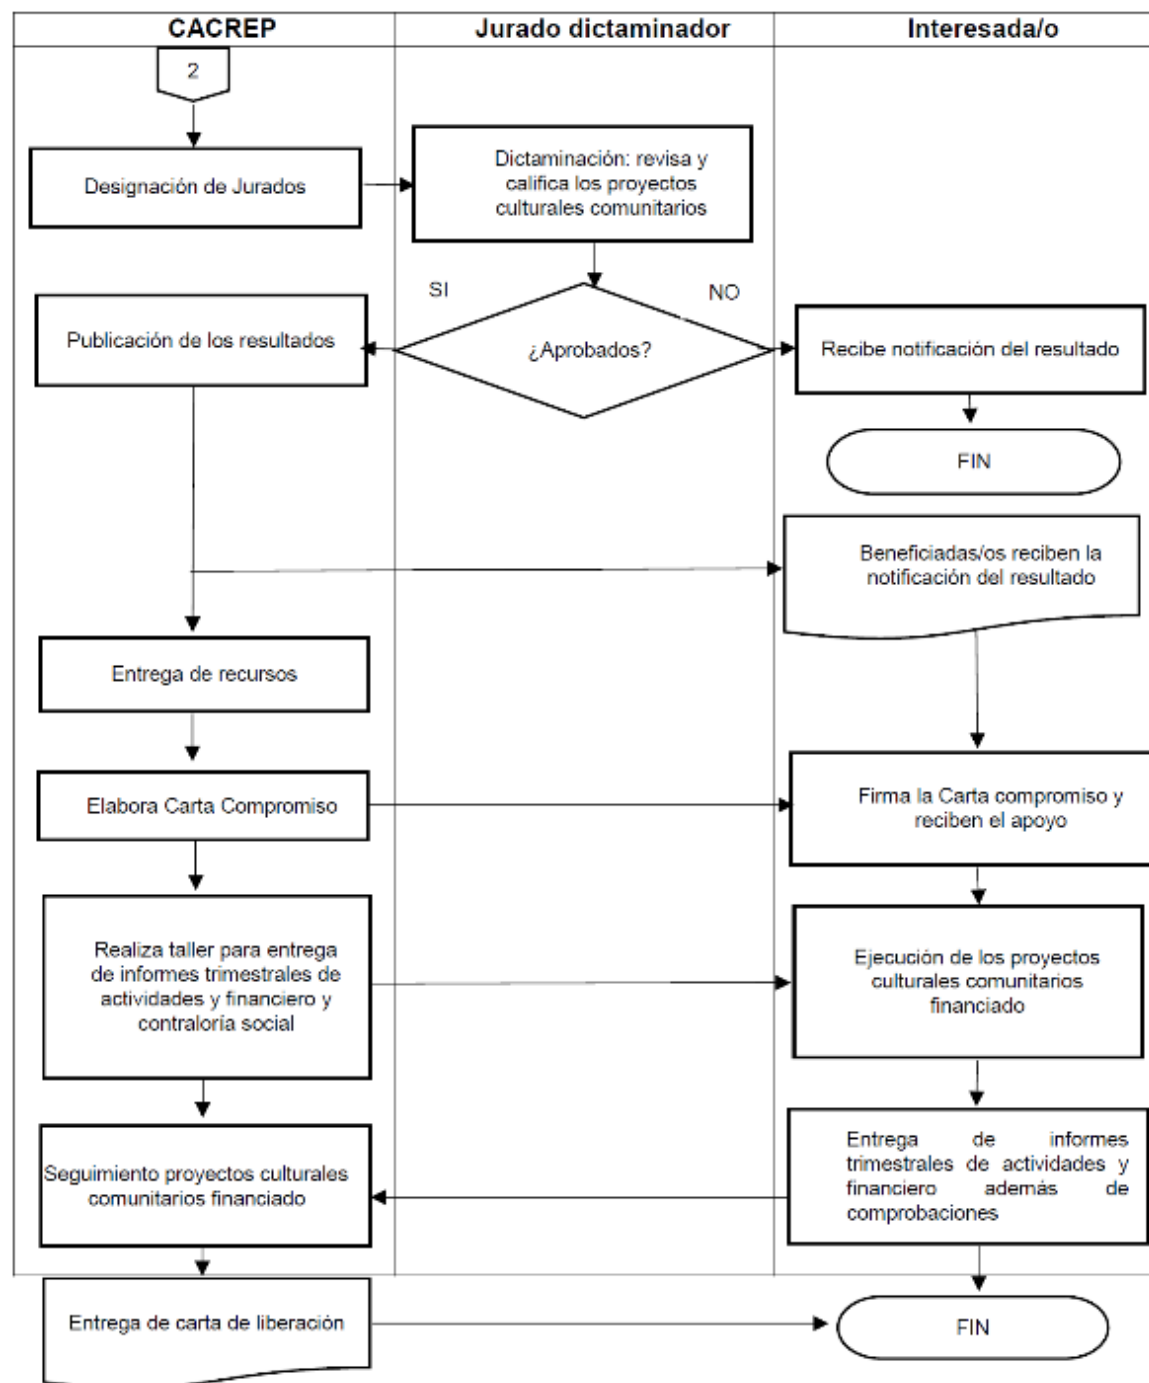 CACREP
Jurado dictaminador
Interesada/o
2
Designación de Jurados
Dictaminación: revisa y
califica los proyectos
culturales comunitarios
SI
NO
Publicación de los resultados
¿Aprobados?
Recibe notificación del resultado
FIN
Beneficiadas/os reciben la
notificación del resultado
Entrega de recursos
Elabora Carta Compromiso
Firma la Carta compromiso y
reciben el apoyo
Realiza taller para entrega
de informes trimestrales de
actividades y financiero y
contraloría social
Ejecución de los proyectos
culturales comunitarios
financiado
Seguimiento proyectos culturales
comunitarios financiado
Entrega de informes
trimestrales de actividades y
financiero además de
comprobaciones
Entrega de carta de liberación
FIN